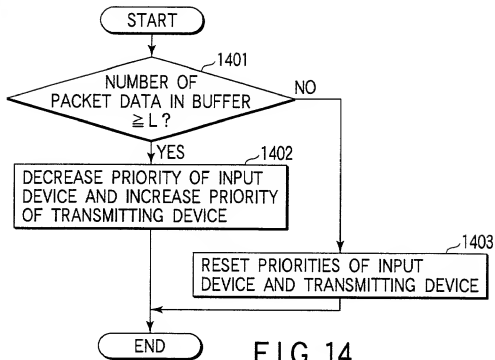 START
1401
NUMBER OF
PACKET DATA IN BUFFER
≧L?
NO
YES
1402
DECREASE PRIORITY OF INPUT
DEVICE AND INCREASE PRIORITY
OF TRANSMITTING DEVICE
1403
RESET PRIORITIES OF INPUT
DEVICE AND TRANSMITTING DEVICE
END
FIG. 14